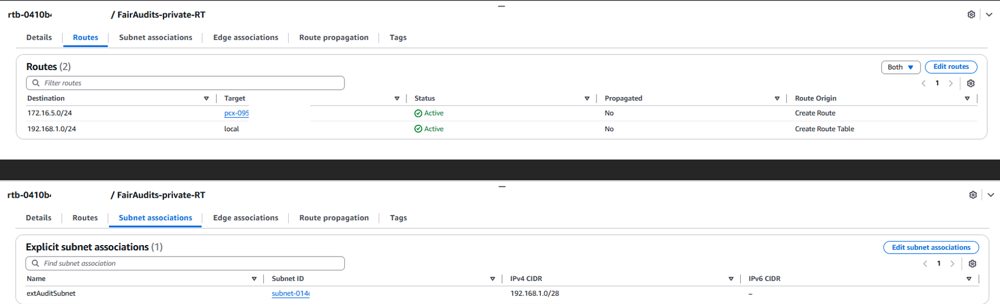 rtb-0410b4 / FairAudits-private-RT
Details Routes Subnet associations Edge associations Route propagation Tags
Routes (2)
Both Edit routes
Filter routes
1
Destination Target Status Propagated Route Origin
172.16.5.0/24 pcx-095 Active No Create Route
192.168.1.0/24 local Active No Create Route Table
rtb-0410b4 / FairAudits-private-RT
Details Routes Subnet associations Edge associations Route propagation Tags
Explicit subnet associations (1)
Edit subnet associations
Find subnet association
1
Name Subnet ID IPv4 CIDR IPv6 CIDR
extAuditSubnet subnet-014 192.168.1.0/28 –